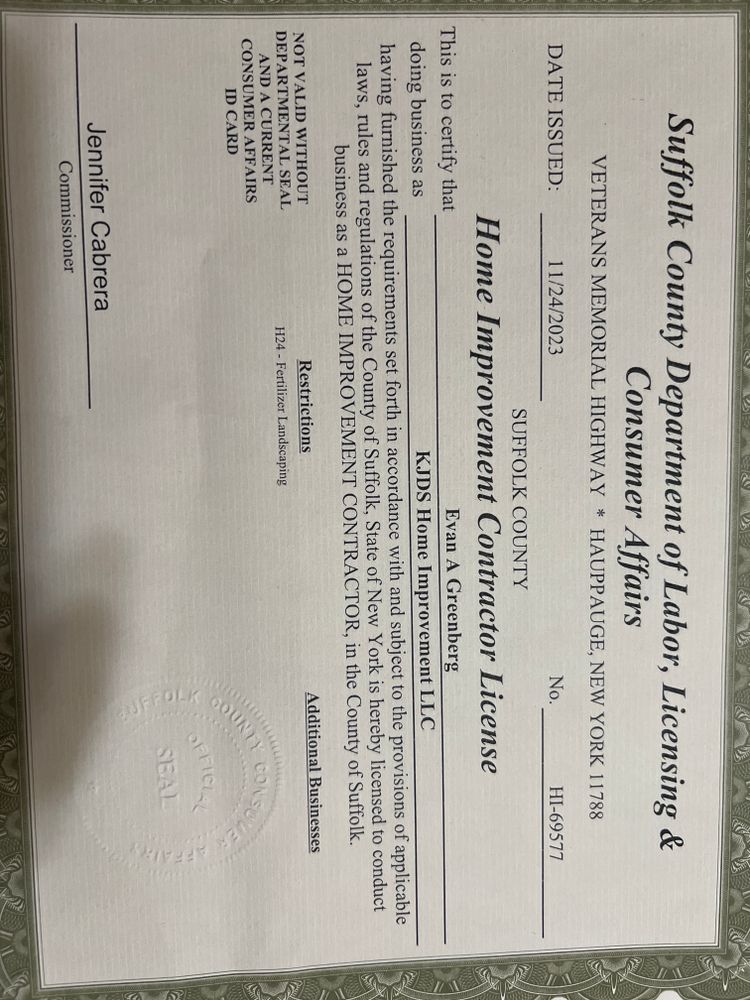 Suffolk County Department of Labor, Licensing &
Consumer Affairs
VETERANS MEMORIAL HIGHWAY * HAUPPAUGE, NEW YORK 11788
DATE ISSUED: 11/24/2023 No. HI-69577
SUFFOLK COUNTY
Home Improvement Contractor License
This is to certify that Evan A Greenberg
doing business as KJDS Home Improvement LLC
having furnished the requirements set forth in accordance with and subject to the provisions of applicable
laws, rules and regulations of the County of Suffolk, State of New York is hereby licensed to conduct
business as a HOME IMPROVEMENT CONTRACTOR, in the County of Suffolk.
NOT VALID WITHOUT
DEPARTMENTAL SEAL
AND A CURRENT
CONSUMER AFFAIRS
ID CARD
Restrictions
H24 - Fertilizer Landscaping
Additional Businesses
SUFFOLK COUNTY CONSUMER AFFAIRS
OFFICIAL
SEAL
Jennifer Cabrera
Commissioner